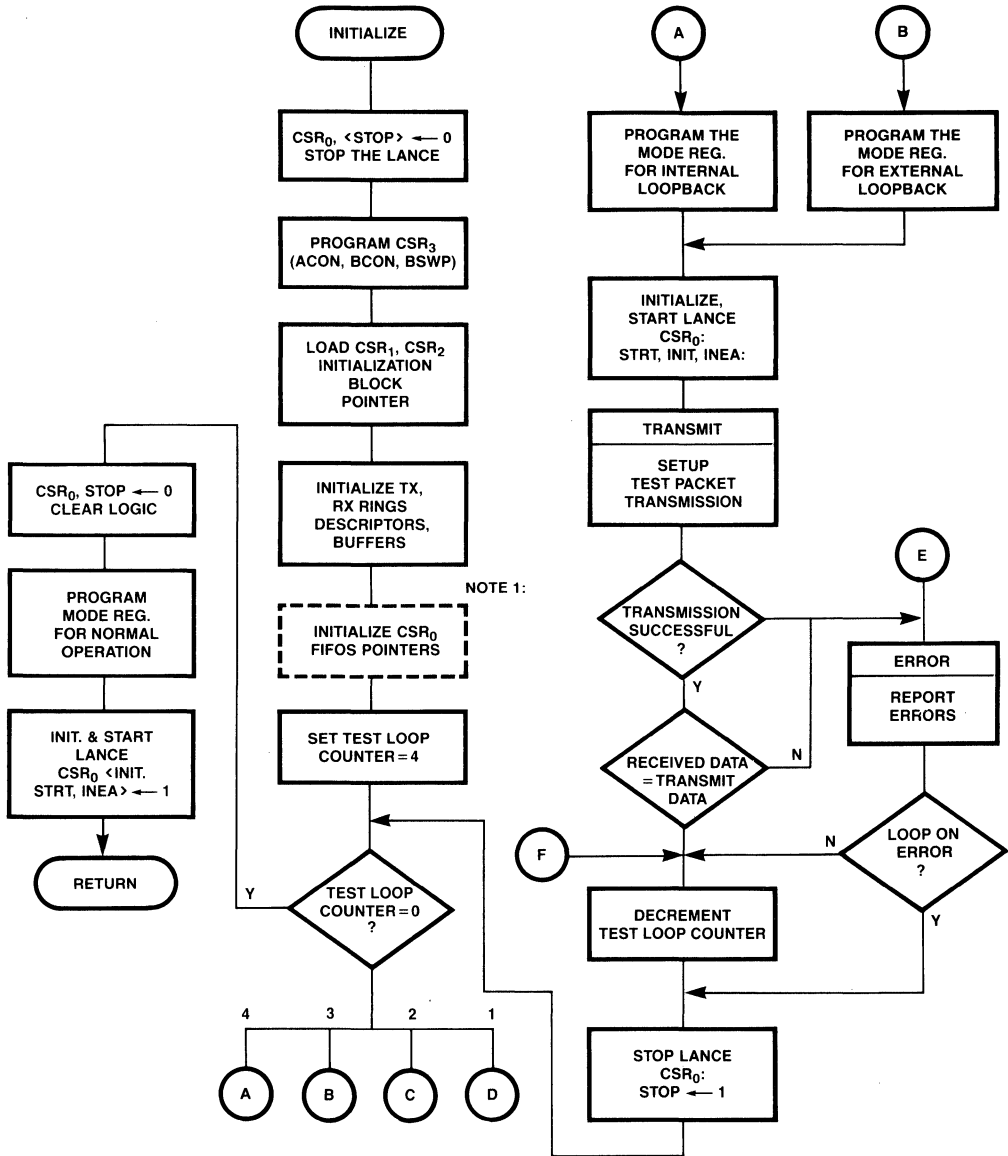 INITIALIZE
CSR0, <STOP> ← 0
STOP THE LANCE
PROGRAM CSR3
(ACON, BCON, BSWP)
LOAD CSR1, CSR2
INITIALIZATION
BLOCK
POINTER
INITIALIZE TX,
RX RINGS
DESCRIPTORS,
BUFFERS
NOTE 1:
INITIALIZE CSR0
FIFOS POINTERS
SET TEST LOOP
COUNTER = 4
TEST LOOP
COUNTER = 0
?
Y
4
3
2
1
A
B
C
D
CSR0, STOP ← 0
CLEAR LOGIC
PROGRAM
MODE REG.
FOR NORMAL
OPERATION
INIT. & START
LANCE
CSR0 <INIT.
STRT, INEA> ← 1
RETURN
A
B
PROGRAM THE
MODE REG.
FOR INTERNAL
LOOPBACK
PROGRAM THE
MODE REG.
FOR EXTERNAL
LOOPBACK
INITIALIZE,
START LANCE
CSR0:
STRT, INIT, INEA:
TRANSMIT
SETUP
TEST PACKET
TRANSMISSION
TRANSMISSION
SUCCESSFUL
?
Y
RECEIVED DATA
= TRANSMIT
DATA
N
E
ERROR
REPORT
ERRORS
LOOP ON
ERROR
?
N
Y
F
DECREMENT
TEST LOOP COUNTER
STOP LANCE
CSR0:
STOP ← 1